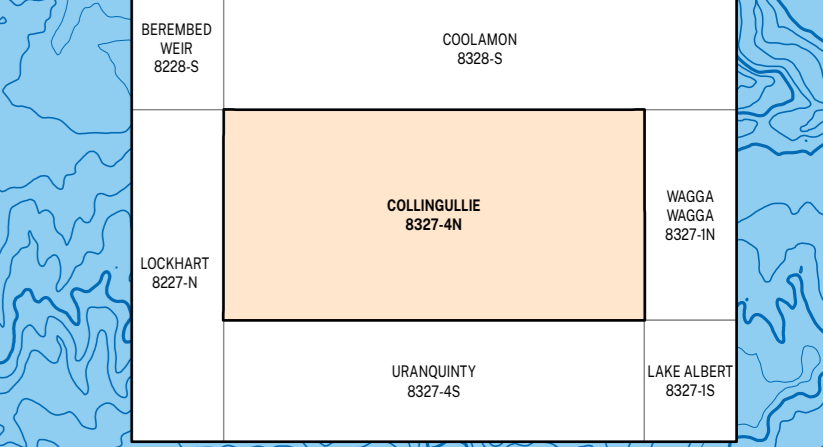 BEREMBED
WEIR
8228-S
COOLAMON
8328-S
COLLINGULLIE
8327-4N
WAGGA
WAGGA
8327-1N
LOCKHART
8227-N
URANQUINTY
8327-4S
LAKE ALBERT
8327-1S